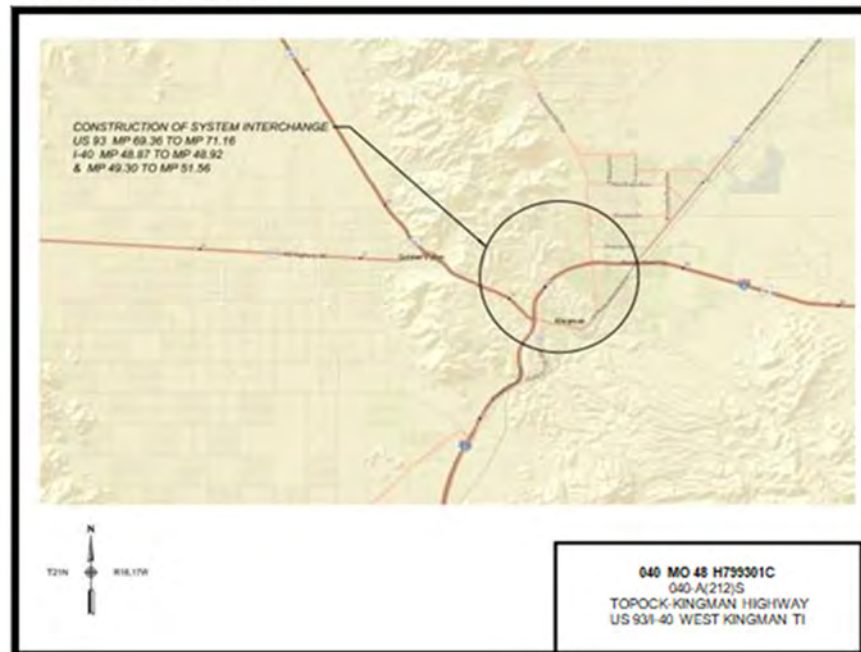 CONSTRUCTION OF SYSTEM INTERCHANGE
US 93 MP 69.36 TO MP 71.16
I-40 MP 48.87 TO MP 48.92
& MP 49.30 TO MP 51.56
Kingman
N
T21N
R18,17W
040 MO 48 H799301C
040-A(212)S
TOPOCK-KINGMAN HIGHWAY
US 93/I-40 WEST KINGMAN TI